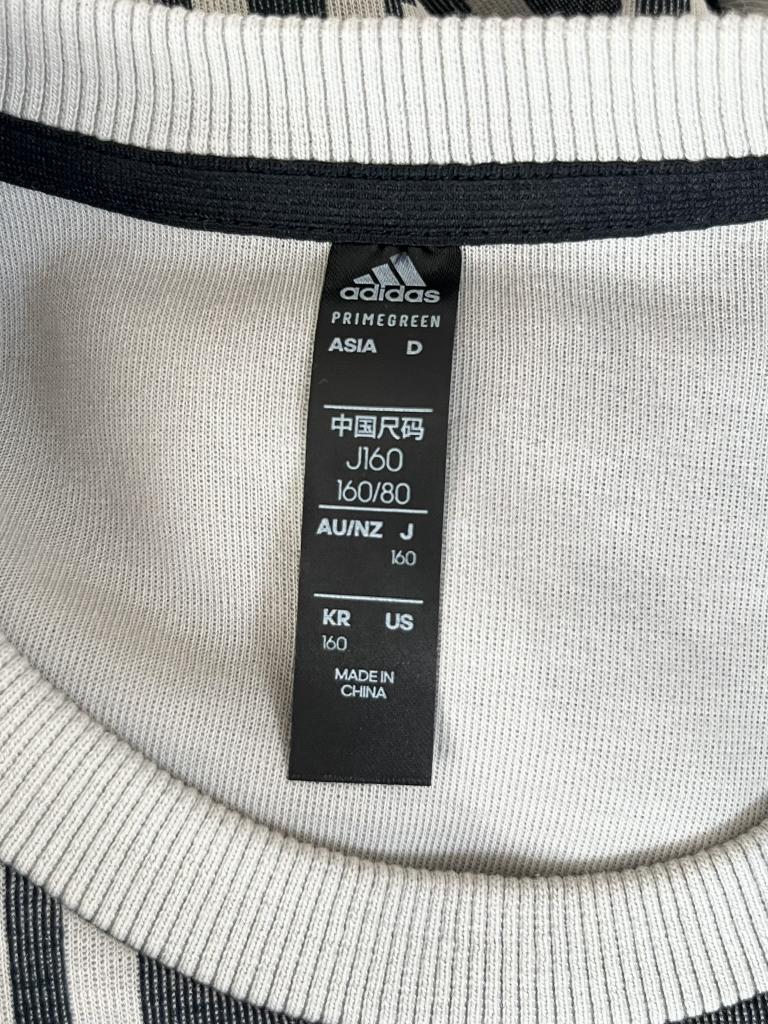 adidas
PRIMEGREEN
ASIA D
中国尺码
J160
160/80
AU/NZ J
160
KR US
160
MADE IN
CHINA